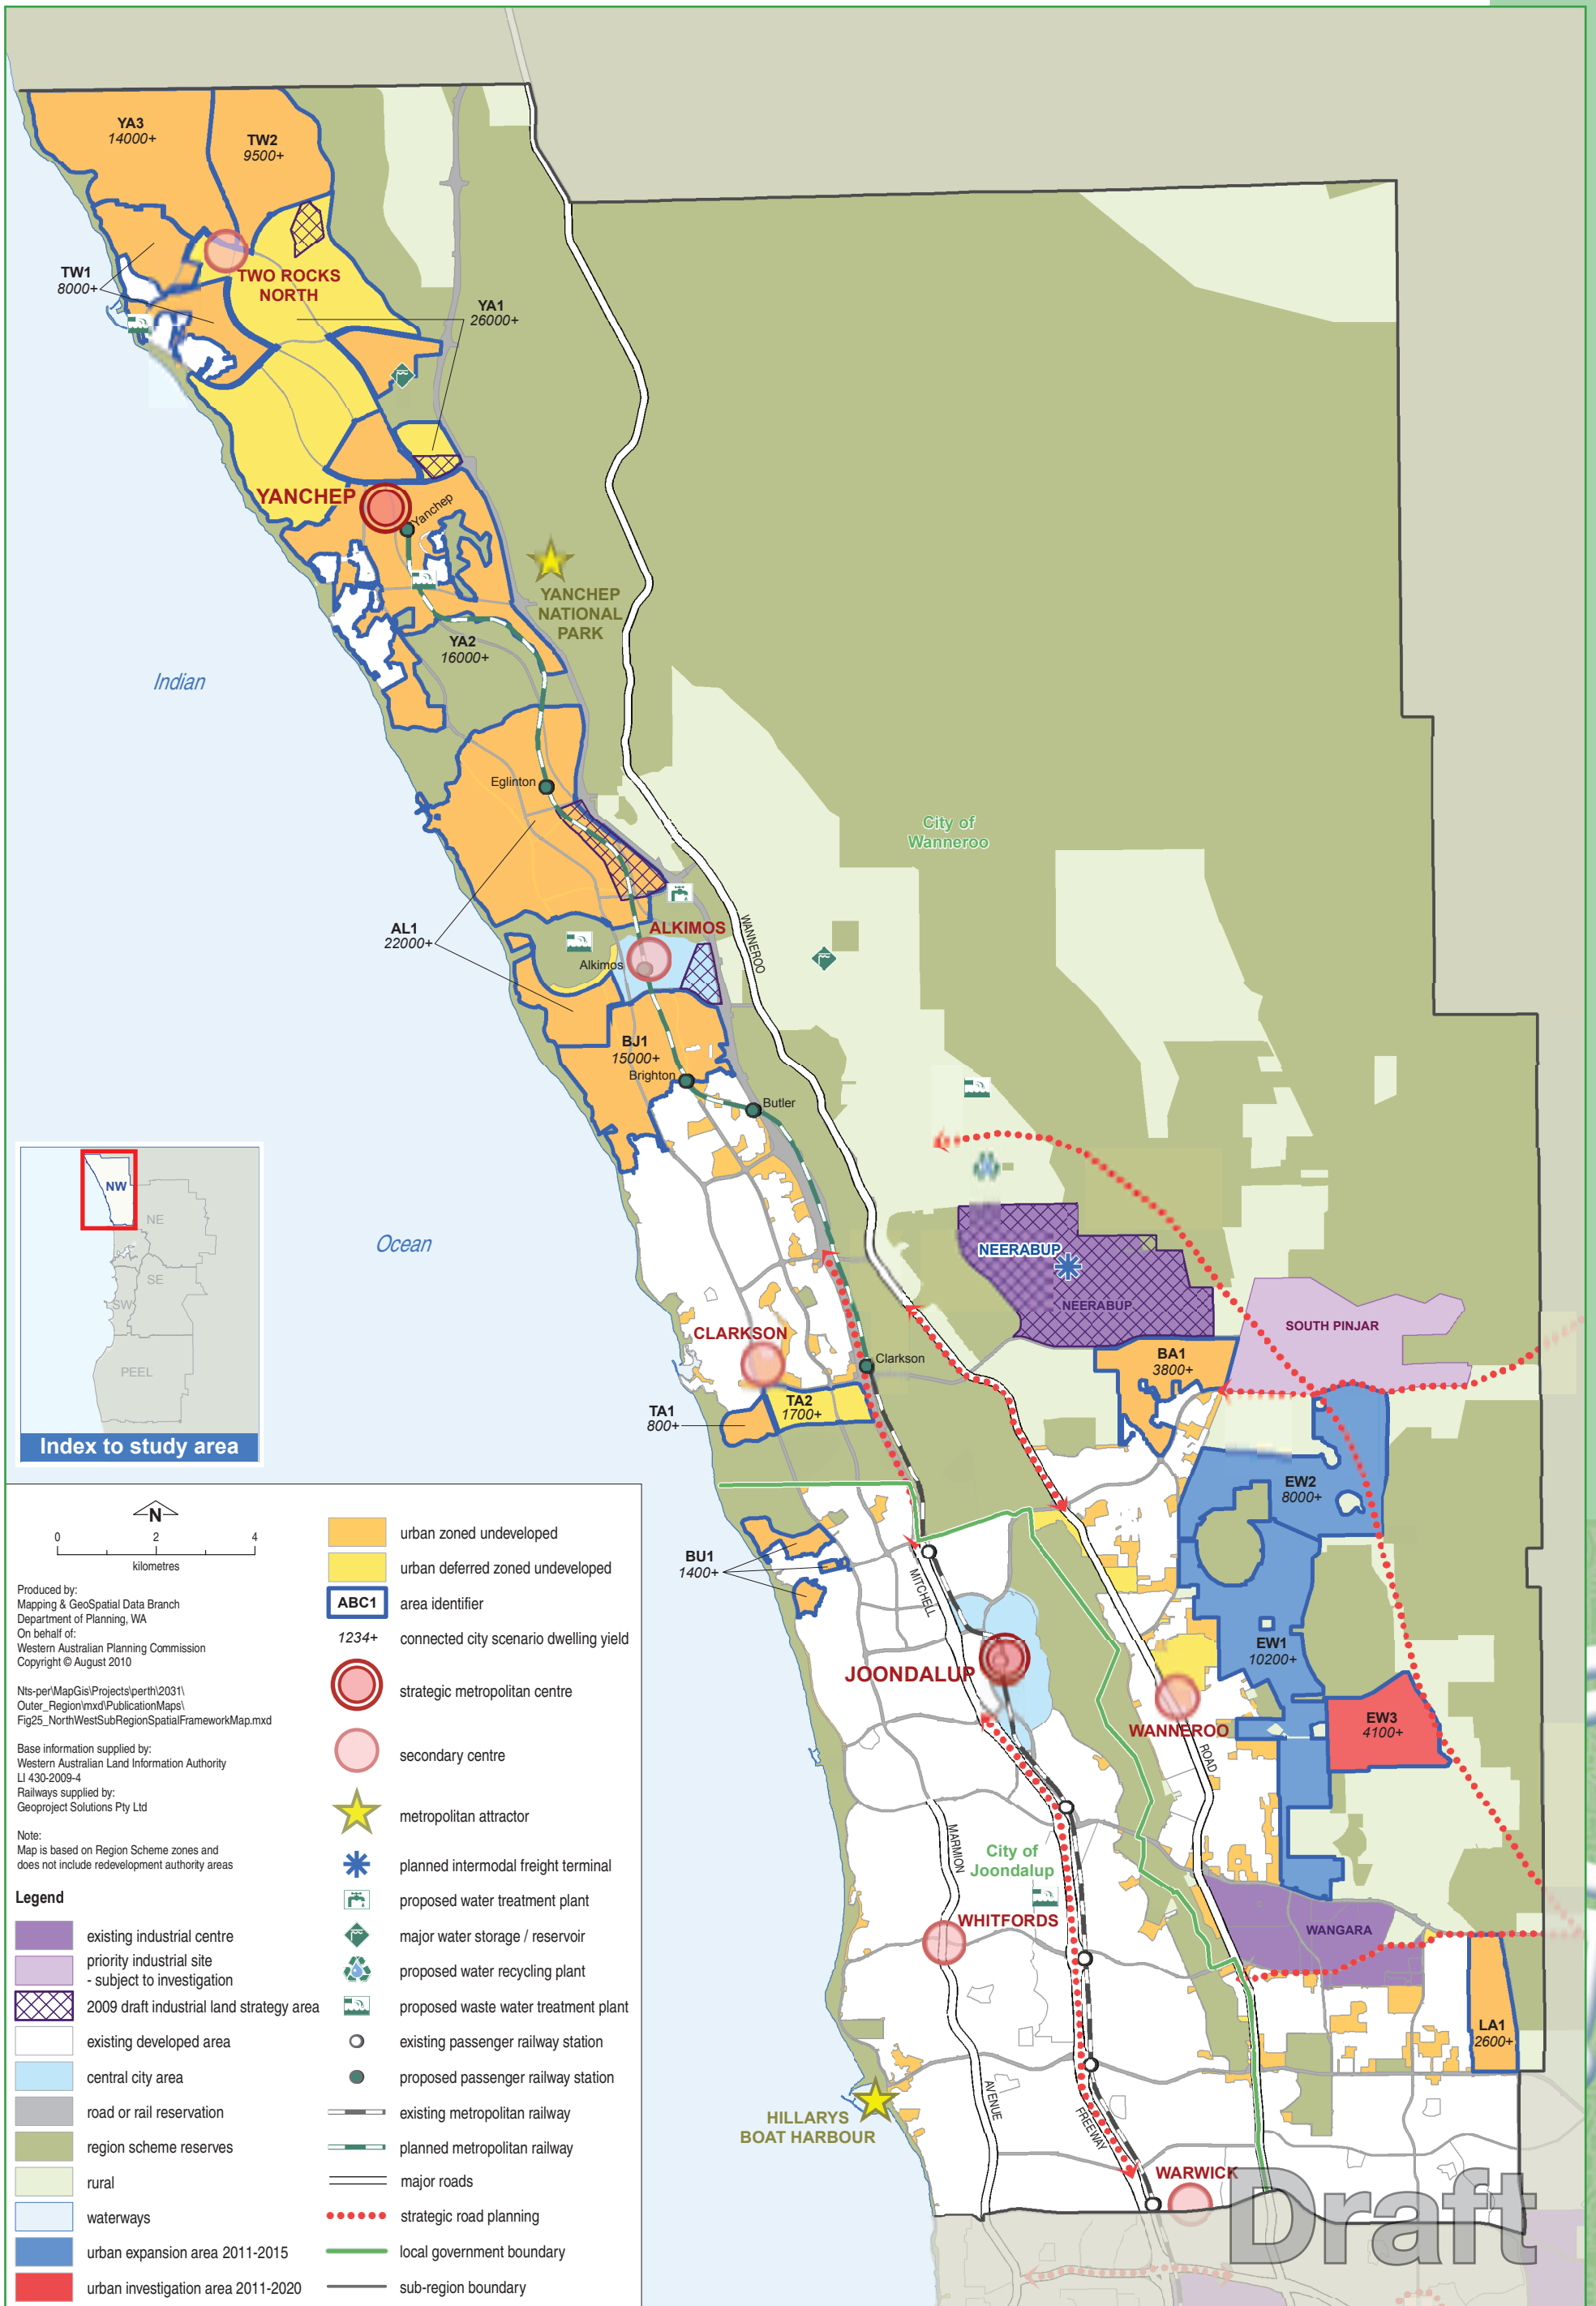 YA3
14000+
TW2
9500+
TW1
8000+
TWO ROCKS
NORTH
YA1
26000+
YANCHEP
Yanchep
YANCHEP
NATIONAL
PARK
YA2
16000+
Indian
Eglinton
City of
Wanneroo
AL1
22000+
ALKIMOS
Alkimos
WANNEROO
BJ1
15000+
Brighton
Butler
NW
NE
SE
SW
PEEL
Index to study area
Ocean
NEERABUP
NEERABUP
SOUTH PINJAR
CLARKSON
Clarkson
BA1
3800+
TA1
800+
TA2
1700+
EW2
8000+
BU1
1400+
MITCHELL
EW1
10200+
JOONDALUP
WANNEROO
ROAD
EW3
4100+
MARMION
City of
Joondalup
WHITFORDS
WANGARA
LA1
2600+
HILLARYS
BOAT HARBOUR
AVENUE
FREEWAY
WARWICK
Draft
N
0 2 4
kilometres
Produced by:
Mapping & GeoSpatial Data Branch
Department of Planning, WA
On behalf of:
Western Australian Planning Commission
Copyright © August 2010
Nts-per\MapGis\Projects\perth\2031\
Outer_Region\mxd\PublicationMaps\
Fig25_NorthWestSubRegionSpatialFrameworkMap.mxd
Base information supplied by:
Western Australian Land Information Authority
LI 430-2009-4
Railways supplied by:
Geoproject Solutions Pty Ltd
Note:
Map is based on Region Scheme zones and
does not include redevelopment authority areas
Legend
existing industrial centre
priority industrial site
- subject to investigation
2009 draft industrial land strategy area
existing developed area
central city area
road or rail reservation
region scheme reserves
rural
waterways
urban expansion area 2011-2015
urban investigation area 2011-2020
urban zoned undeveloped
urban deferred zoned undeveloped
ABC1 area identifier
1234+ connected city scenario dwelling yield
strategic metropolitan centre
secondary centre
metropolitan attractor
planned intermodal freight terminal
proposed water treatment plant
major water storage / reservoir
proposed water recycling plant
proposed waste water treatment plant
existing passenger railway station
proposed passenger railway station
existing metropolitan railway
planned metropolitan railway
major roads
strategic road planning
local government boundary
sub-region boundary